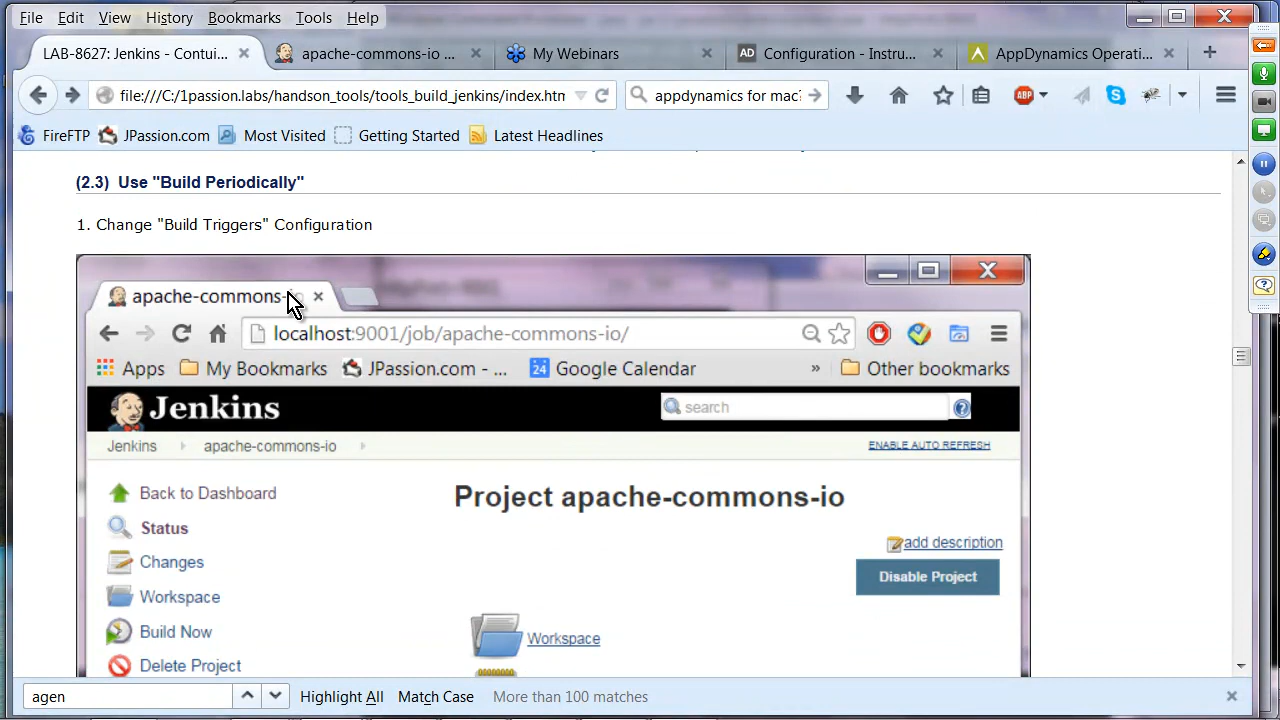 File Edit View History Bookmarks Tools Help
LAB-8627: Jenkins - Contui... apache-commons-io ... My Webinars AD Configuration - Instru... AppDynamics Operati...
file:///C:/1passion.labs/handson_tools/tools_build_jenkins/index.htm appdynamics for mac? ABP
FireFTP JPassion.com Most Visited Getting Started Latest Headlines
(2.3) Use "Build Periodically"
1. Change "Build Triggers" Configuration
apache-commons-
localhost:9001/job/apache-commons-io/
Apps My Bookmarks JPassion.com - ... 24 Google Calendar » Other bookmarks
Jenkins search
Jenkins apache-commons-io ENABLE AUTO REFRESH
Back to Dashboard
Project apache-commons-io
Status
add description
Changes
Disable Project
Workspace
Build Now
Workspace
Delete Project
agen Highlight All Match Case More than 100 matches